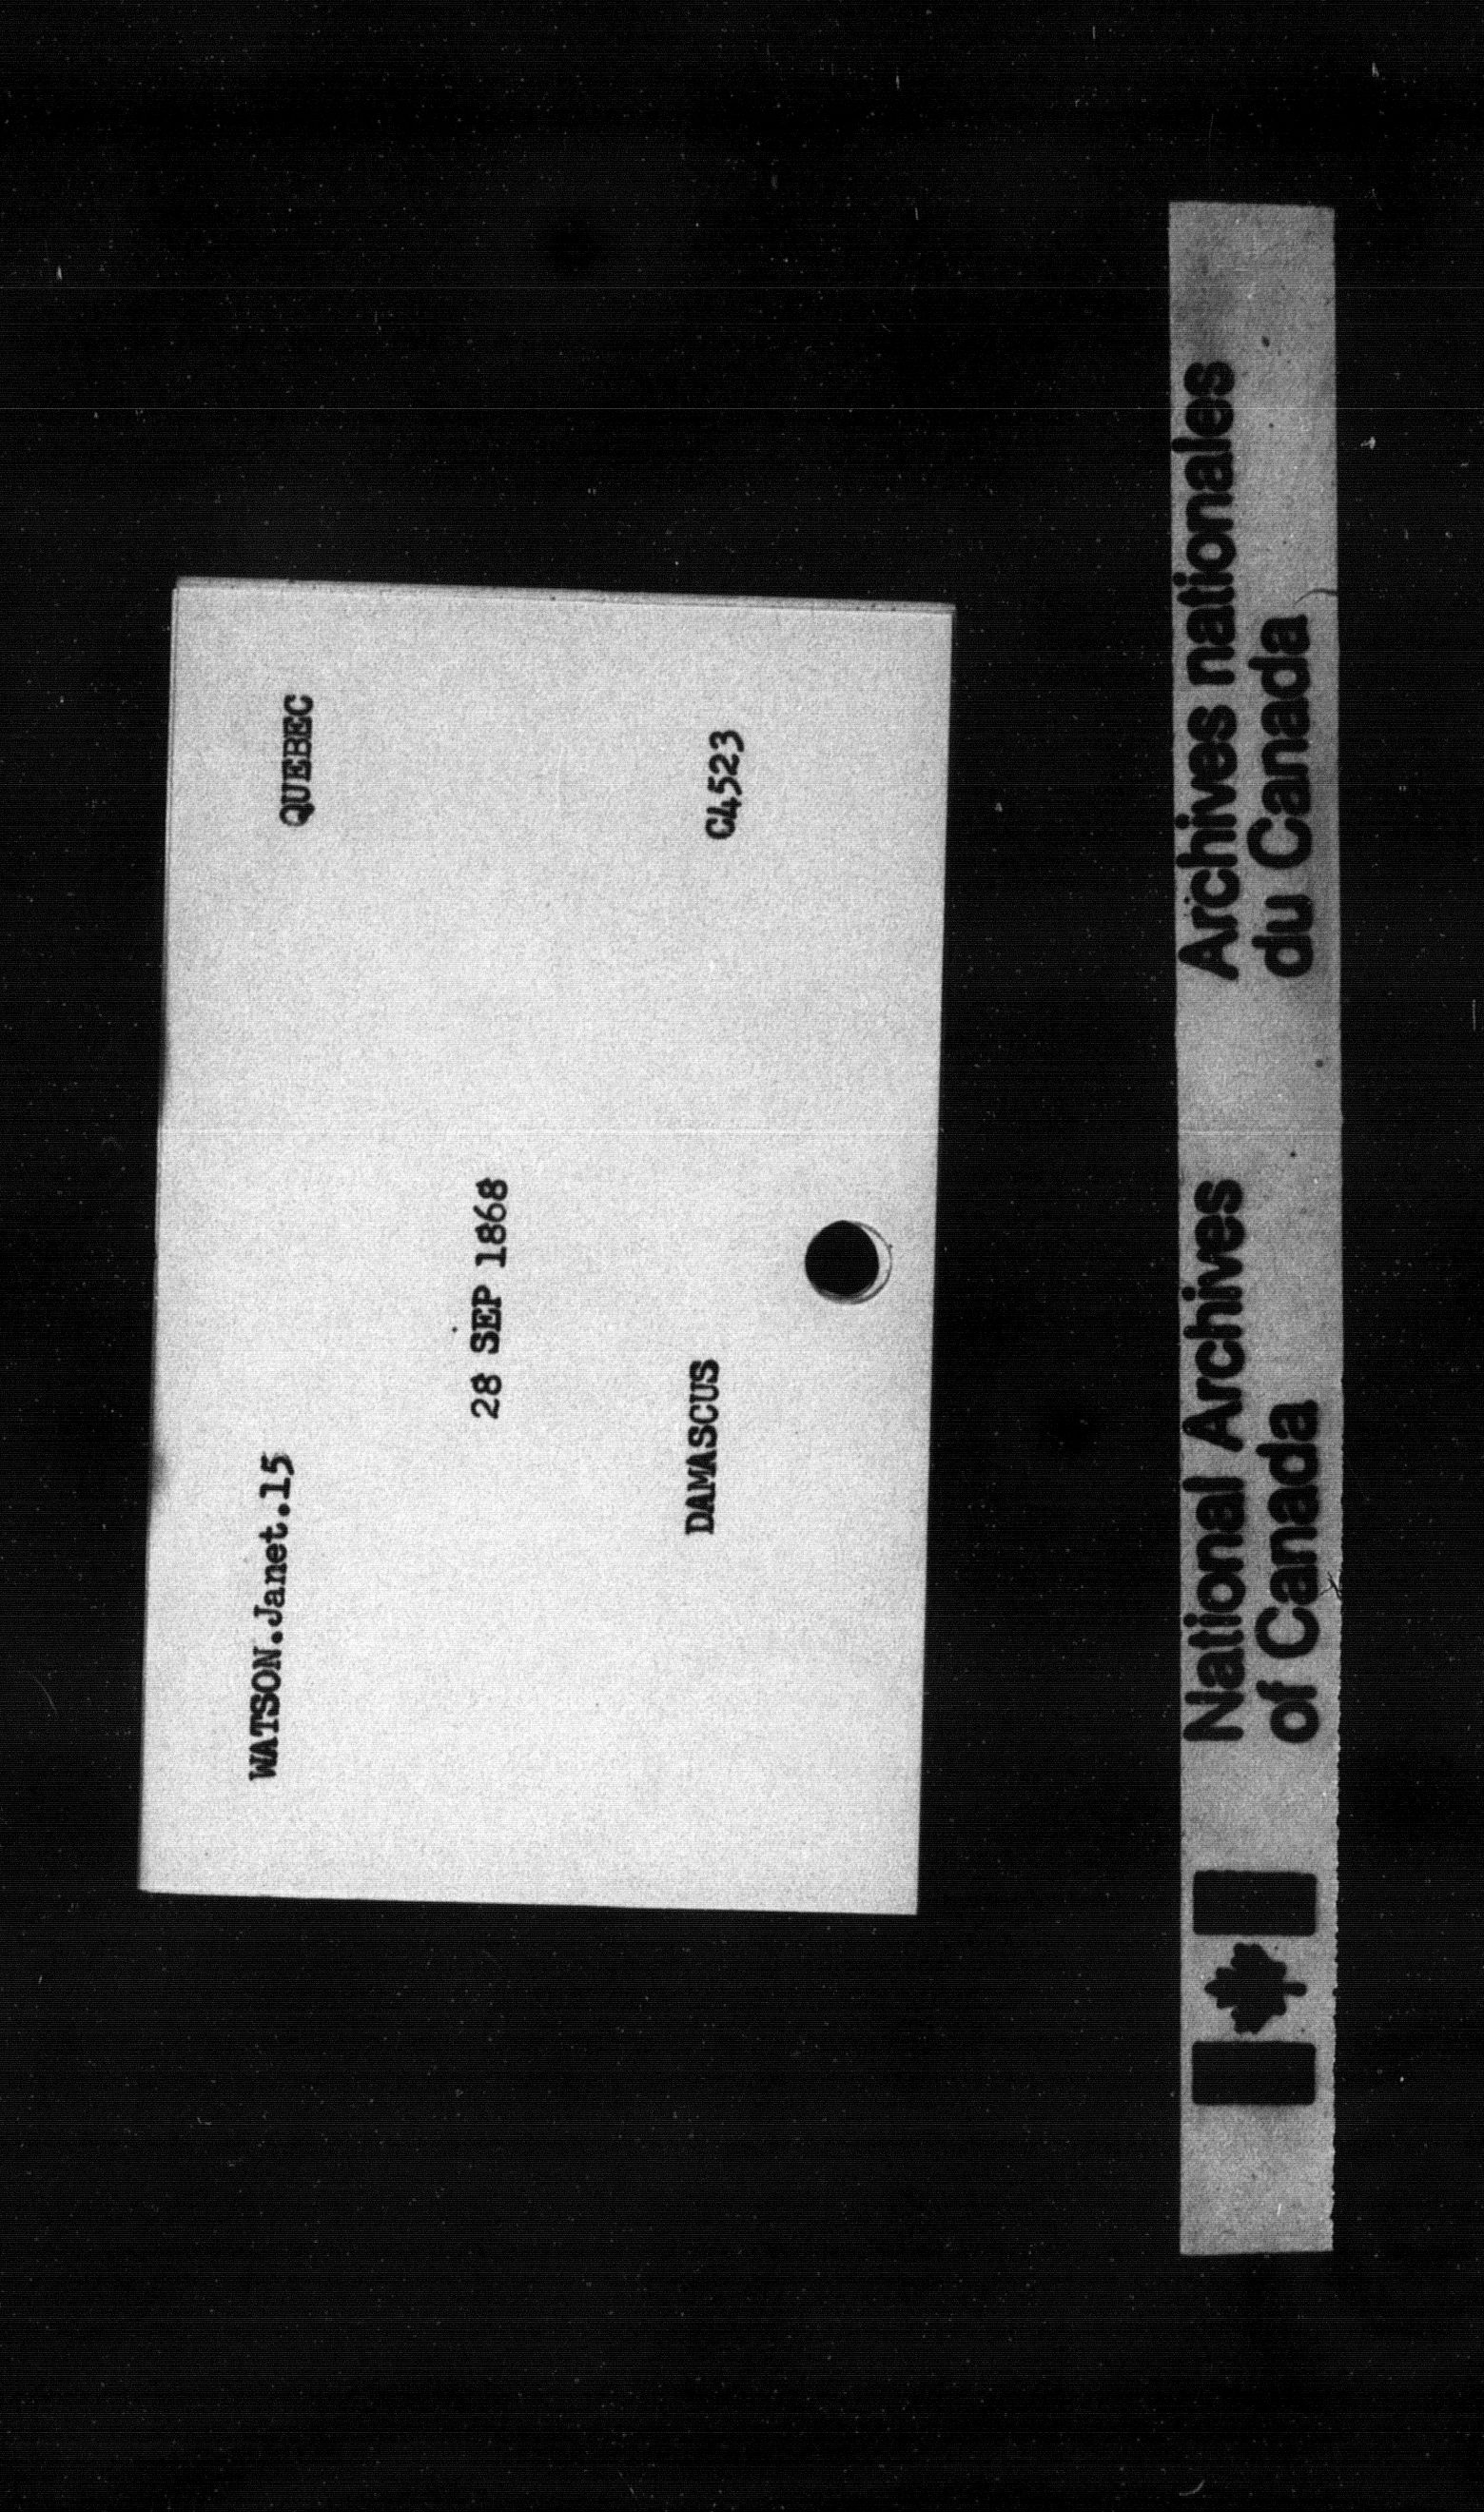 WATSON.Janet.15
QUEBEC
28 SEP 1868
DAMASCUS
C4523
National Archives
of Canada
Archives nationales
du Canada